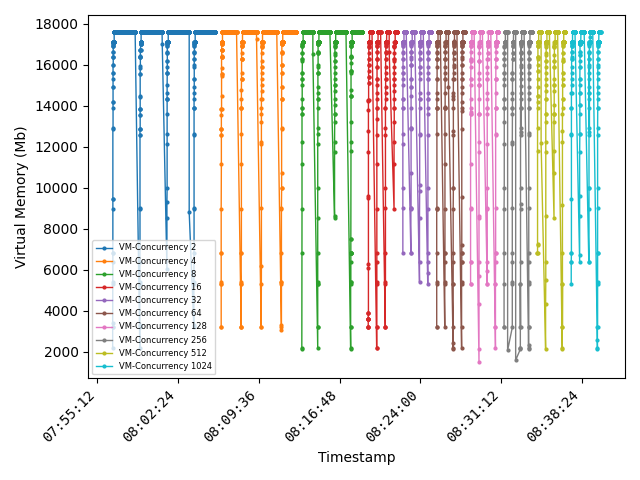 18000
16000
14000
12000
10000
8000
6000
4000
2000
Virtual Memory (Mb)
VM-Concurrency 2
VM-Concurrency 4
VM-Concurrency 8
VM-Concurrency 16
VM-Concurrency 32
VM-Concurrency 64
VM-Concurrency 128
VM-Concurrency 256
VM-Concurrency 512
VM-Concurrency 1024
07:55:12
08:02:24
08:09:36
08:16:48
08:24:00
08:31:12
08:38:24
Timestamp